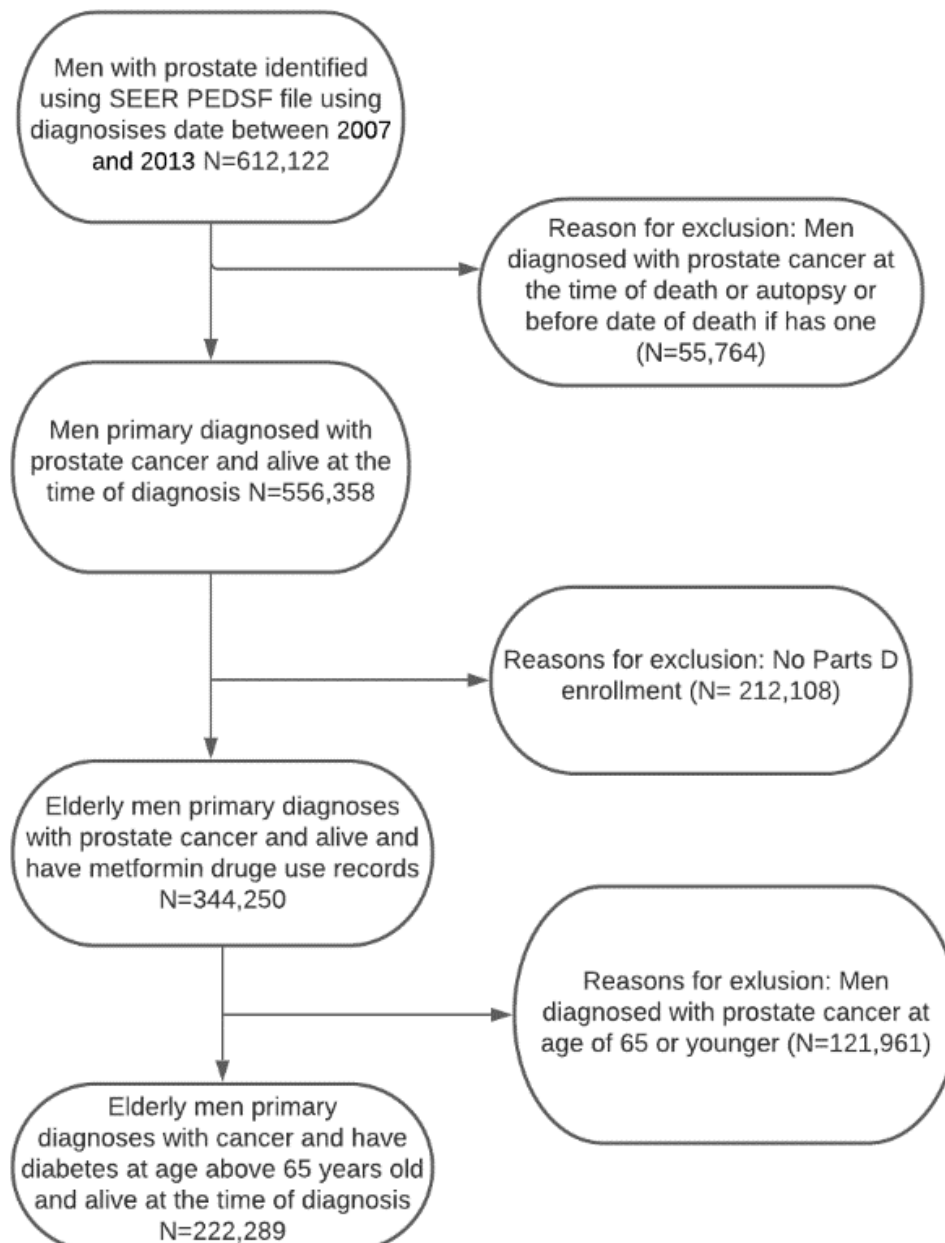 Men with prostate identified
using SEER PEDSF file using
diagnosises date between 2007
and 2013 N=612,122
Reason for exclusion: Men
diagnosed with prostate cancer at
the time of death or autopsy or
before date of death if has one
(N=55,764)
Men primary diagnosed with
prostate cancer and alive at the
time of diagnosis N=556,358
Reasons for exclusion: No Parts D
enrollment (N= 212,108)
Elderly men primary diagnoses
with prostate cancer and alive and
have metformin druge use records
N=344,250
Reasons for exlusion: Men
diagnosed with prostate cancer at
age of 65 or younger (N=121,961)
Elderly men primary
diagnoses with cancer and have
diabetes at age above 65 years old
and alive at the time of diagnosis
N=222,289